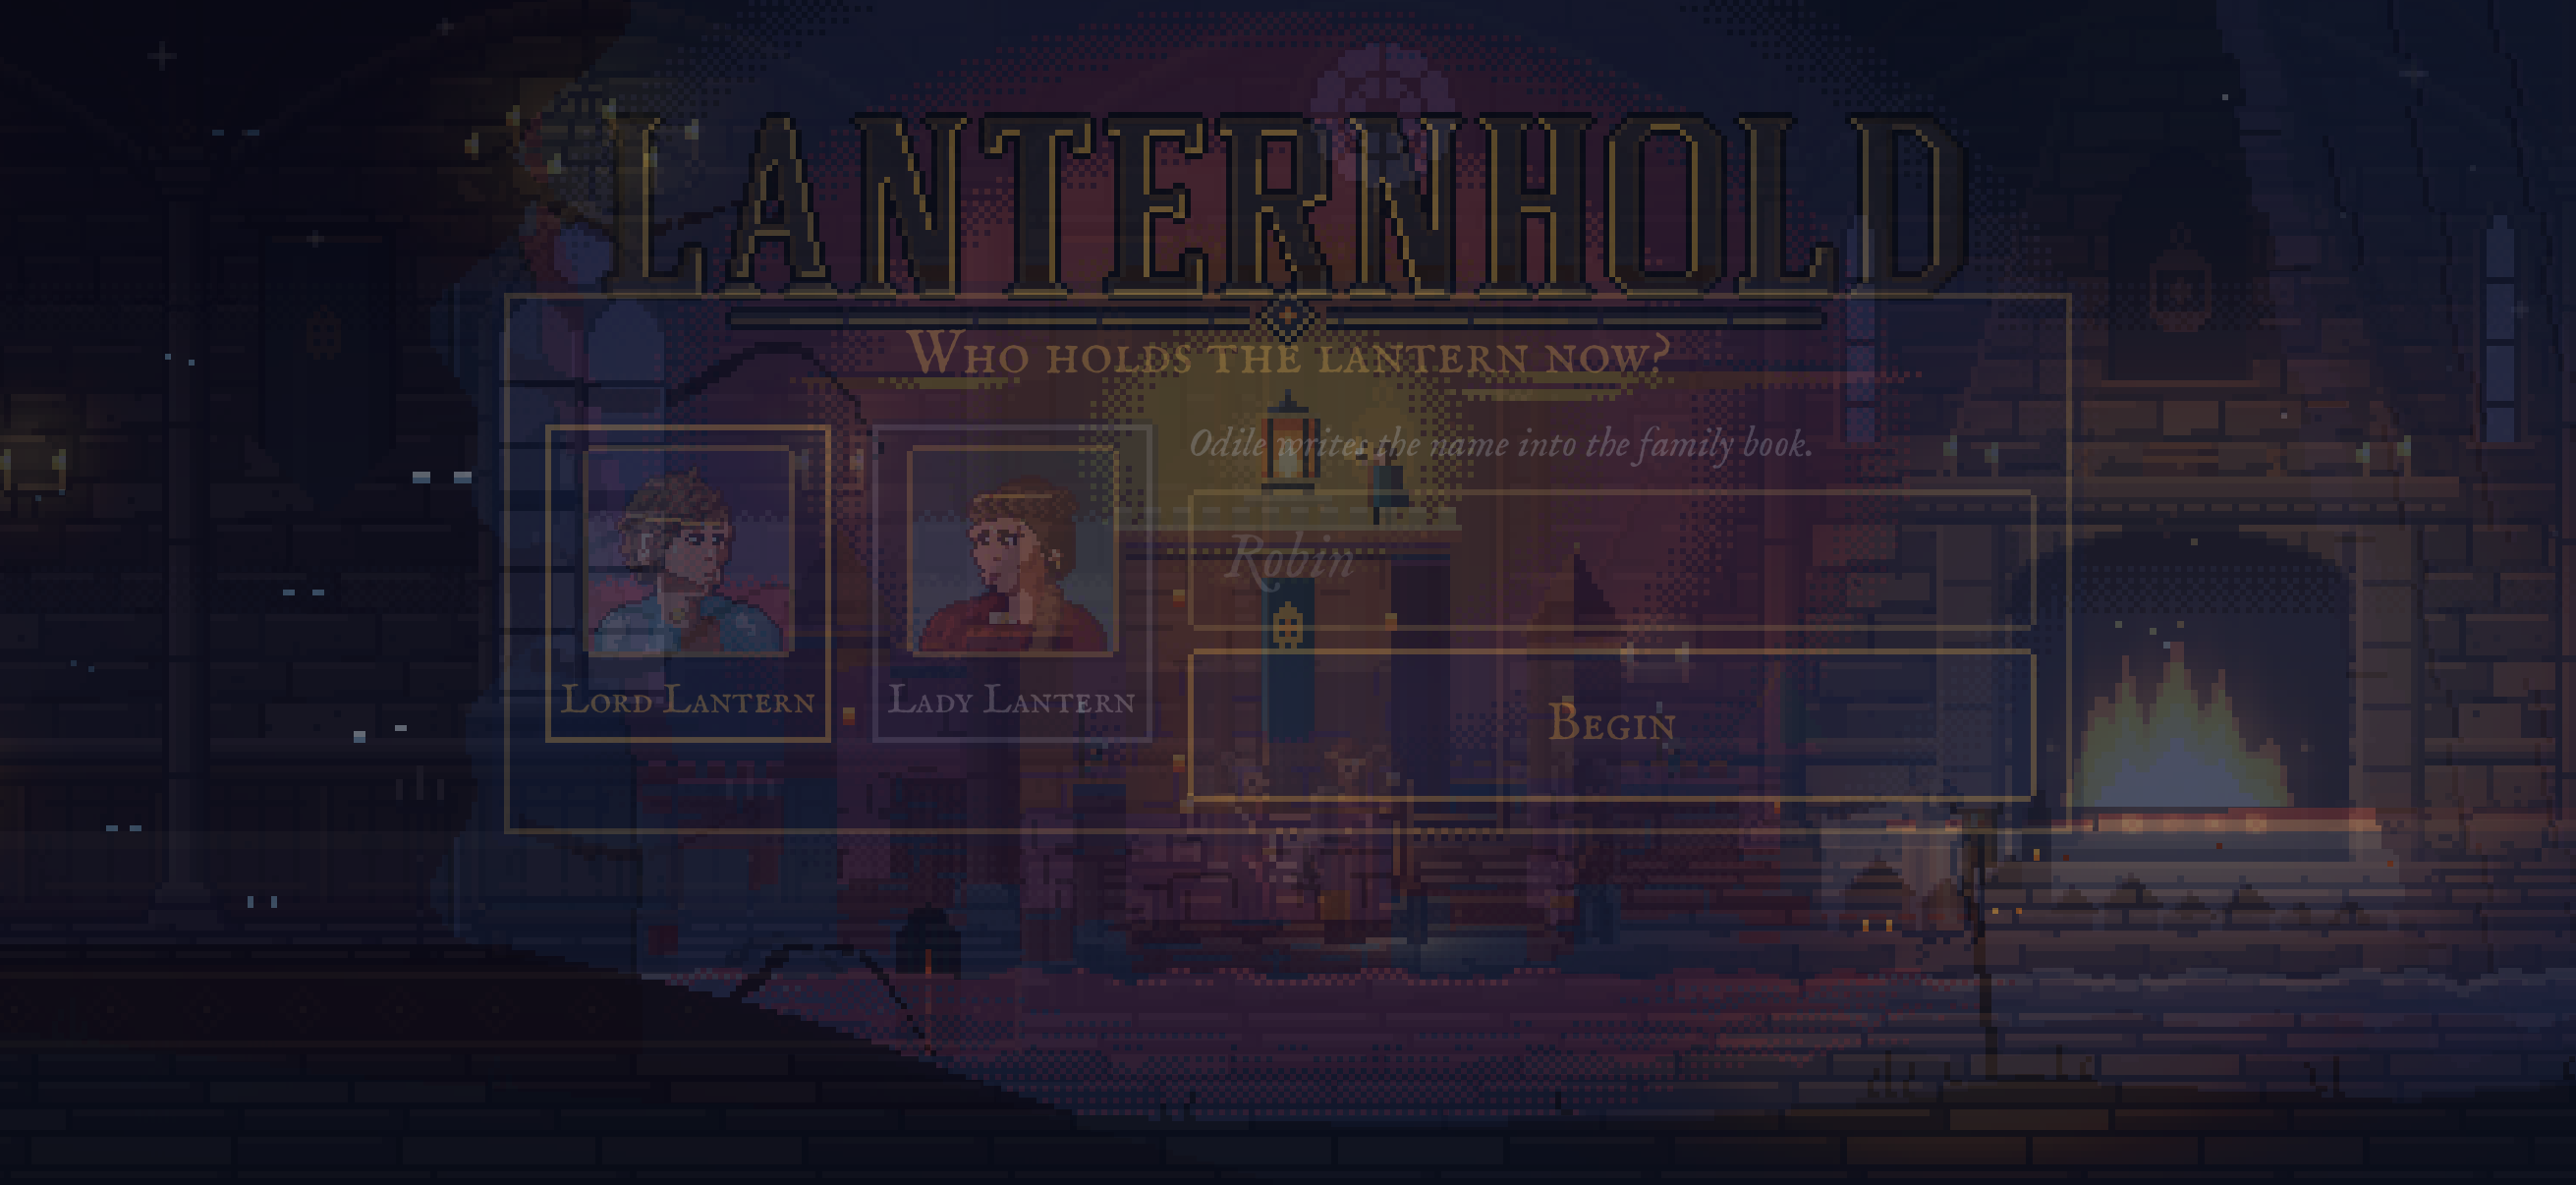 LANTERNHOLD
Who holds the lantern now?
Odile writes the name into the family book.
Robin
Lord Lantern
Lady Lantern
Begin